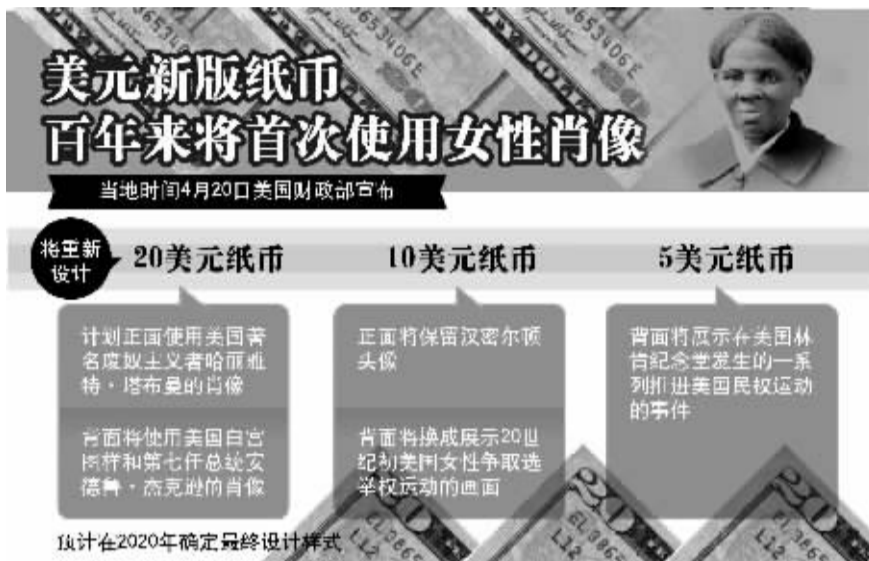 美元新版纸币
百年来将首次使用女性肖像
当地时间4月20日美国财政部宣布
将重新
设计
20美元纸币
10美元纸币
5美元纸币
计划正面使用美国著
名废奴主义者哈丽雅
特·塔布曼的肖像
背面将使用美国白宫
图样和第七任总统安
德鲁·杰克逊的肖像
正面将保留汉密尔顿
头像
背面将换成展示20世
纪初美国女性争取选
举权运动的画面
背面将展示在美国林
肯纪念堂发生的一系
列推进美国民权运动
的事件
预计在2020年确定最终设计样式